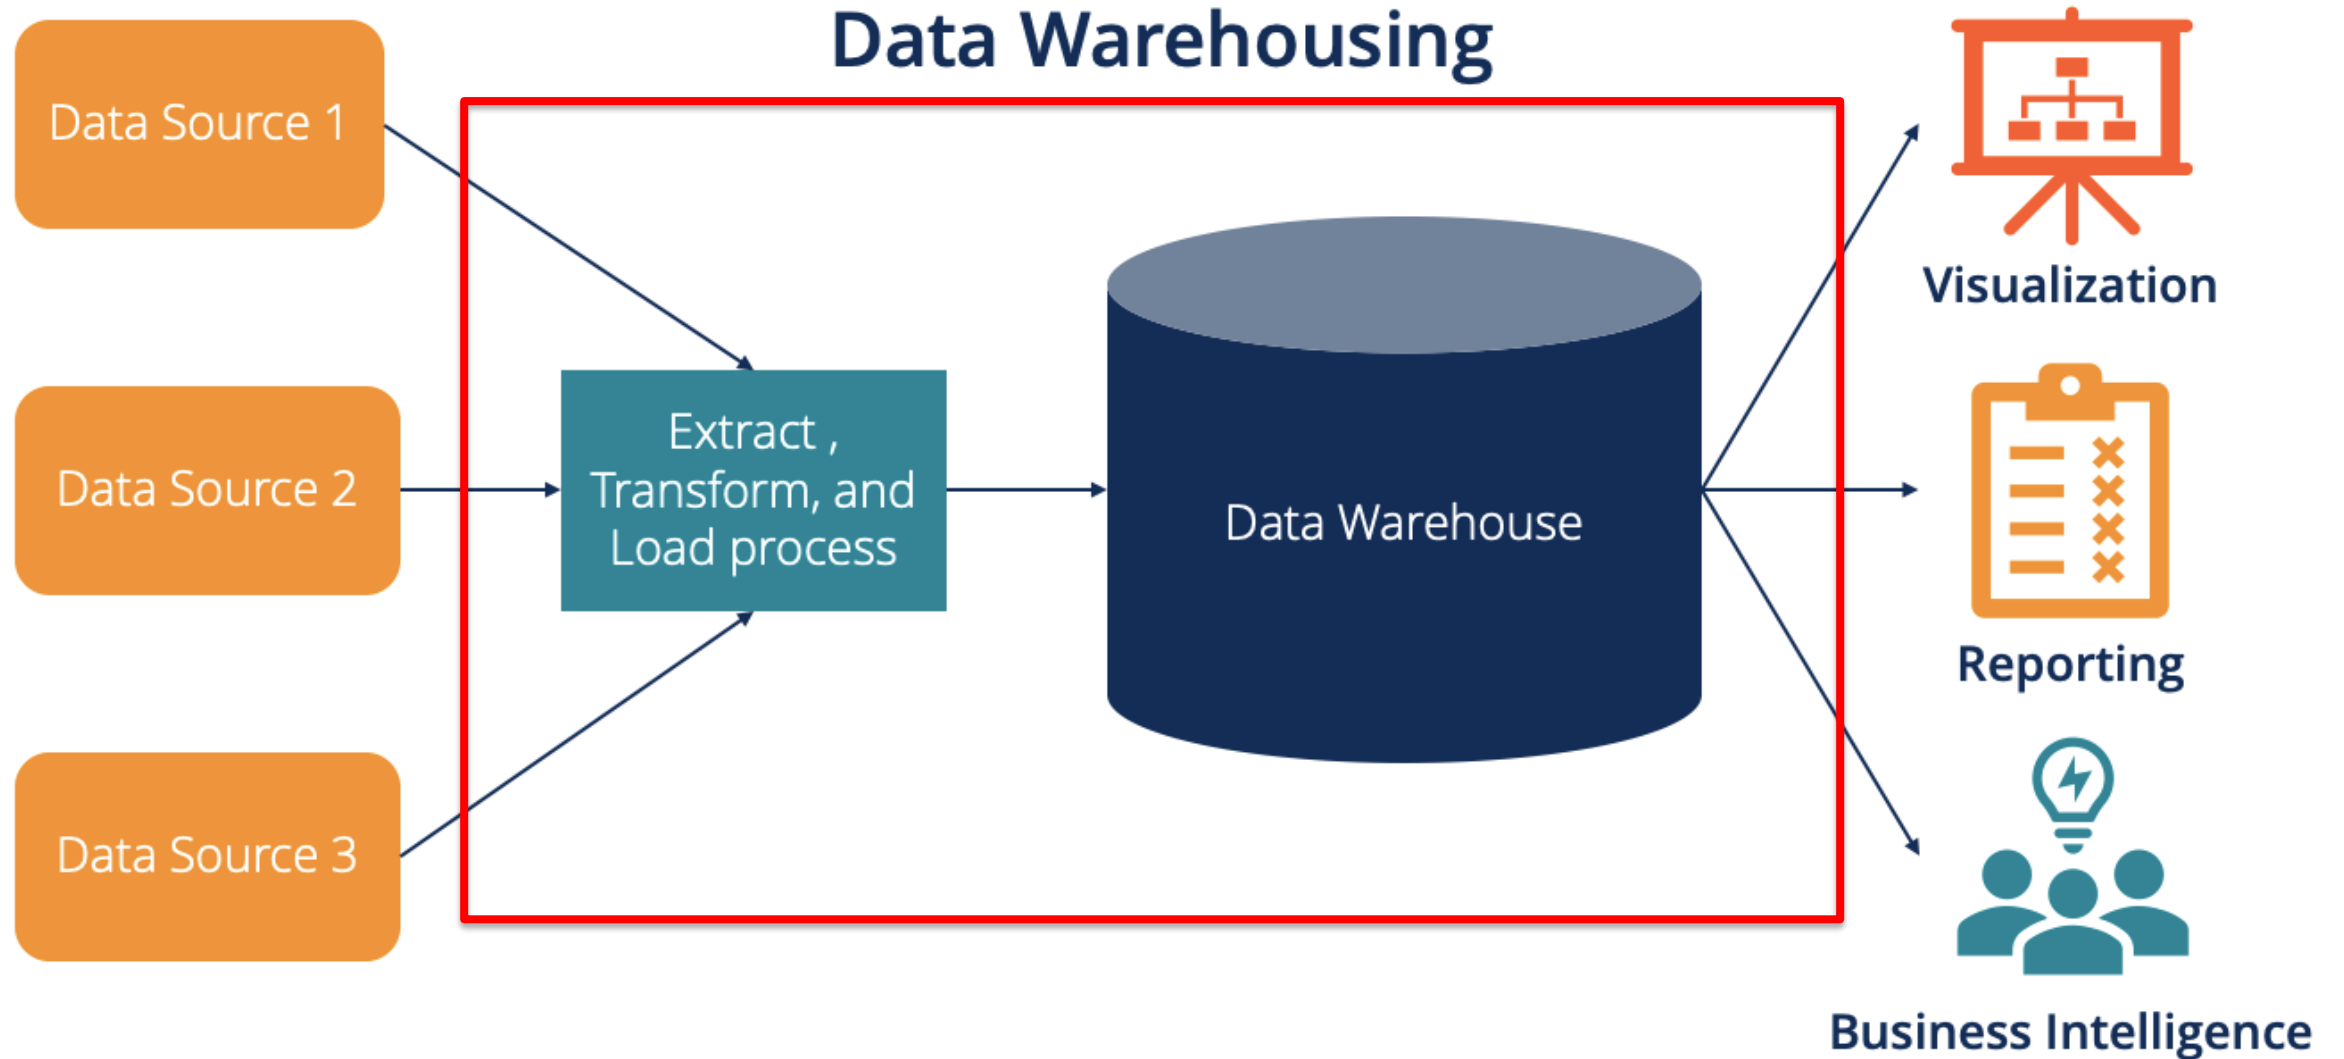 Data Warehousing
Data Source 1
Data Source 2
Data Source 3
Extract ,
Transform, and
Load process
Data Warehouse
Visualization
Reporting
Business Intelligence